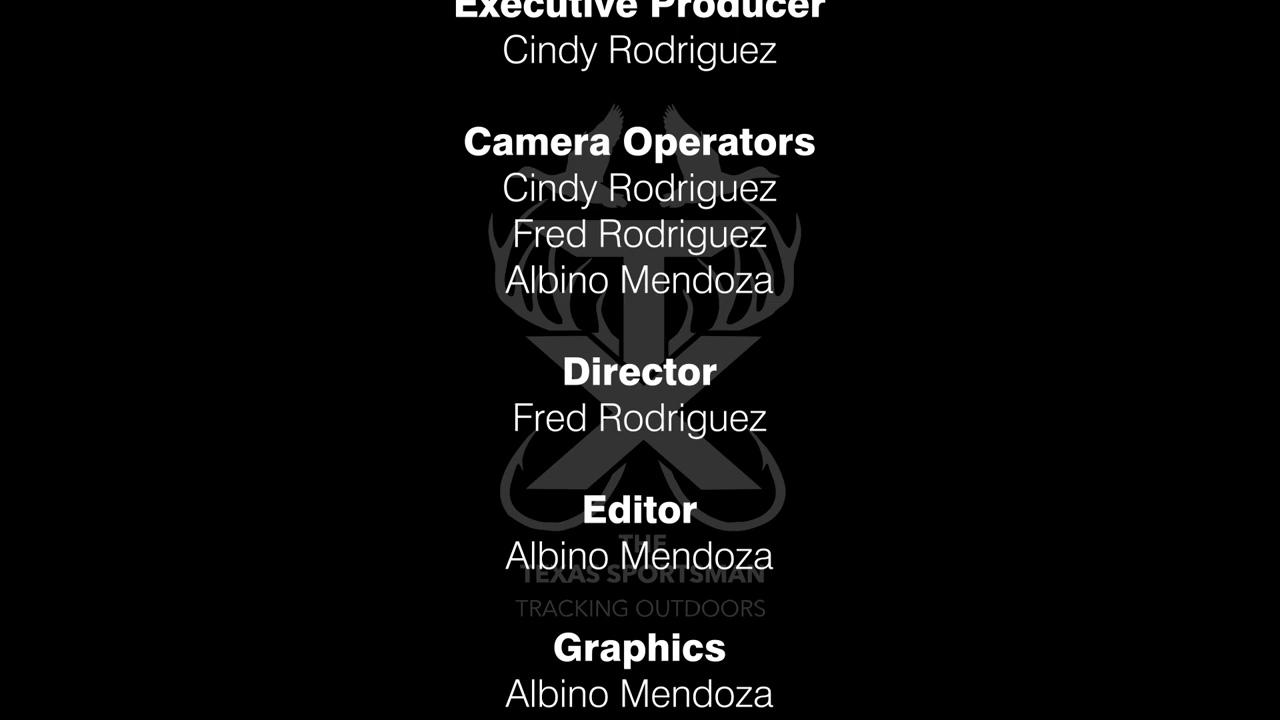 Executive Producer
Cindy Rodriguez
Camera Operators
Cindy Rodriguez
Fred Rodriguez
Albino Mendoza
Director
Fred Rodriguez
Editor
THE
Albino Mendoza
TEXAS SPORTSMAN
TRACKING OUTDOORS
Graphics
Albino Mendoza